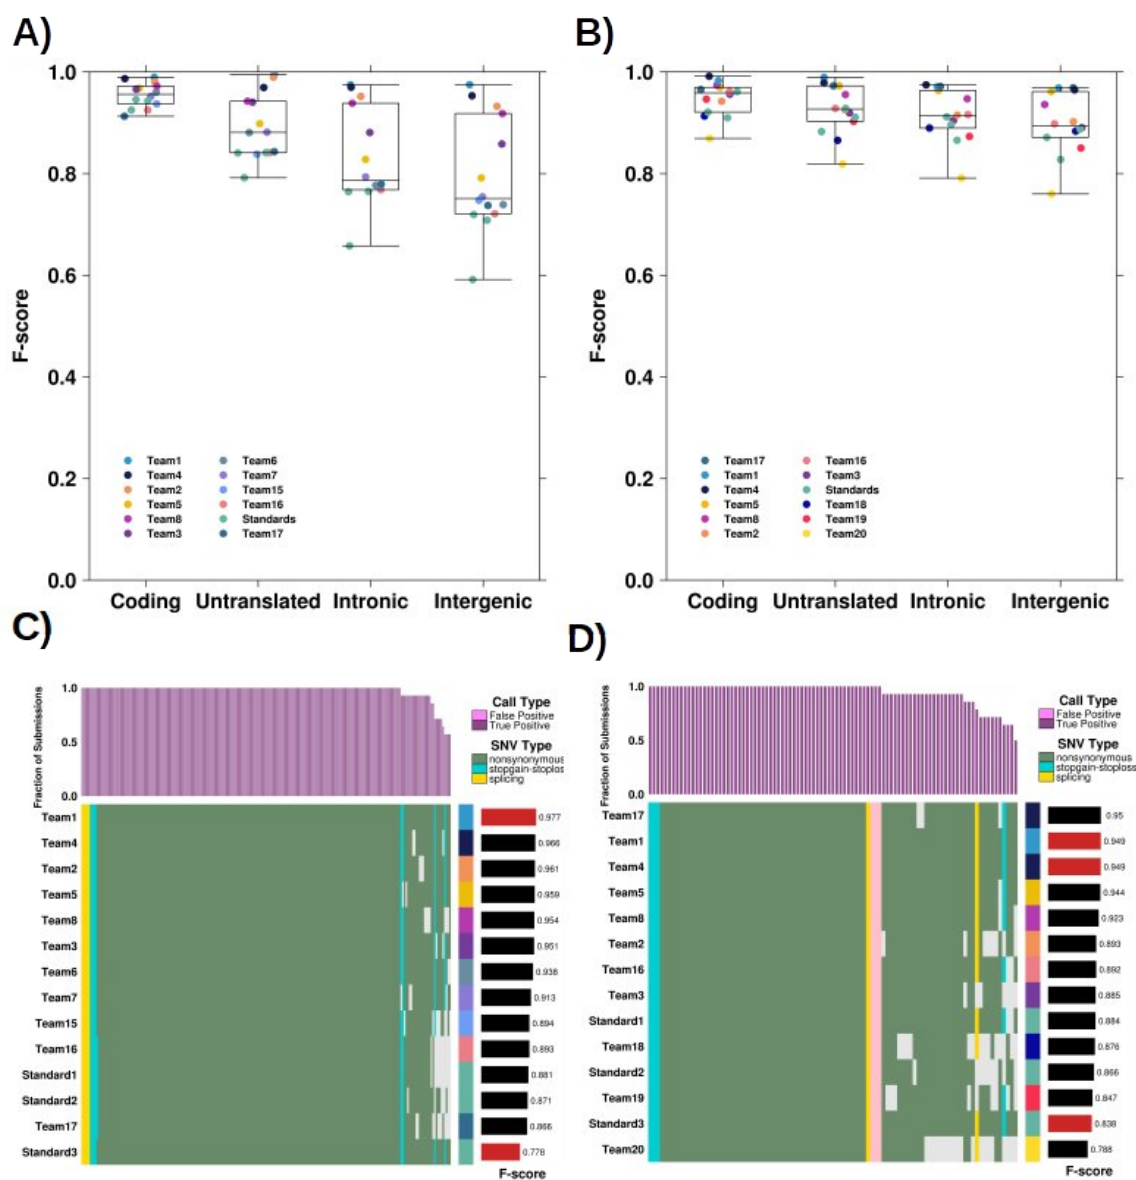 A)
1.0
0.8
0.6
0.4
0.2
0.0
F-score
Team1
Team4
Team2
Team5
Team8
Team3
Team6
Team7
Team15
Team16
Standards
Team17
Coding Untranslated Intronic Intergenic
B)
1.0
0.8
0.6
0.4
0.2
0.0
F-score
Team17
Team1
Team4
Team5
Team8
Team2
Team16
Team3
Standards
Team18
Team19
Team20
Coding Untranslated Intronic Intergenic
C)
Fraction of Submissions
1.0
0.5
0.0
Call Type
False Positive
True Positive
SNV Type
nonsynonymous
stopgain-stoploss
splicing
Team1 0.977
Team4 0.966
Team2 0.961
Team5 0.959
Team8 0.954
Team3 0.951
Team6 0.938
Team7 0.913
Team15 0.894
Team16 0.893
Standard1 0.881
Standard2 0.871
Team17 0.866
Standard3 0.778
F-score
D)
Fraction of Submissions
1.0
0.5
0.0
Call Type
False Positive
True Positive
SNV Type
nonsynonymous
stopgain-stoploss
splicing
Team17 0.95
Team1 0.949
Team4 0.949
Team5 0.944
Team8 0.923
Team2 0.893
Team16 0.892
Team3 0.885
Standard1 0.884
Team18 0.876
Standard2 0.866
Team19 0.847
Standard3 0.838
Team20 0.788
F-score